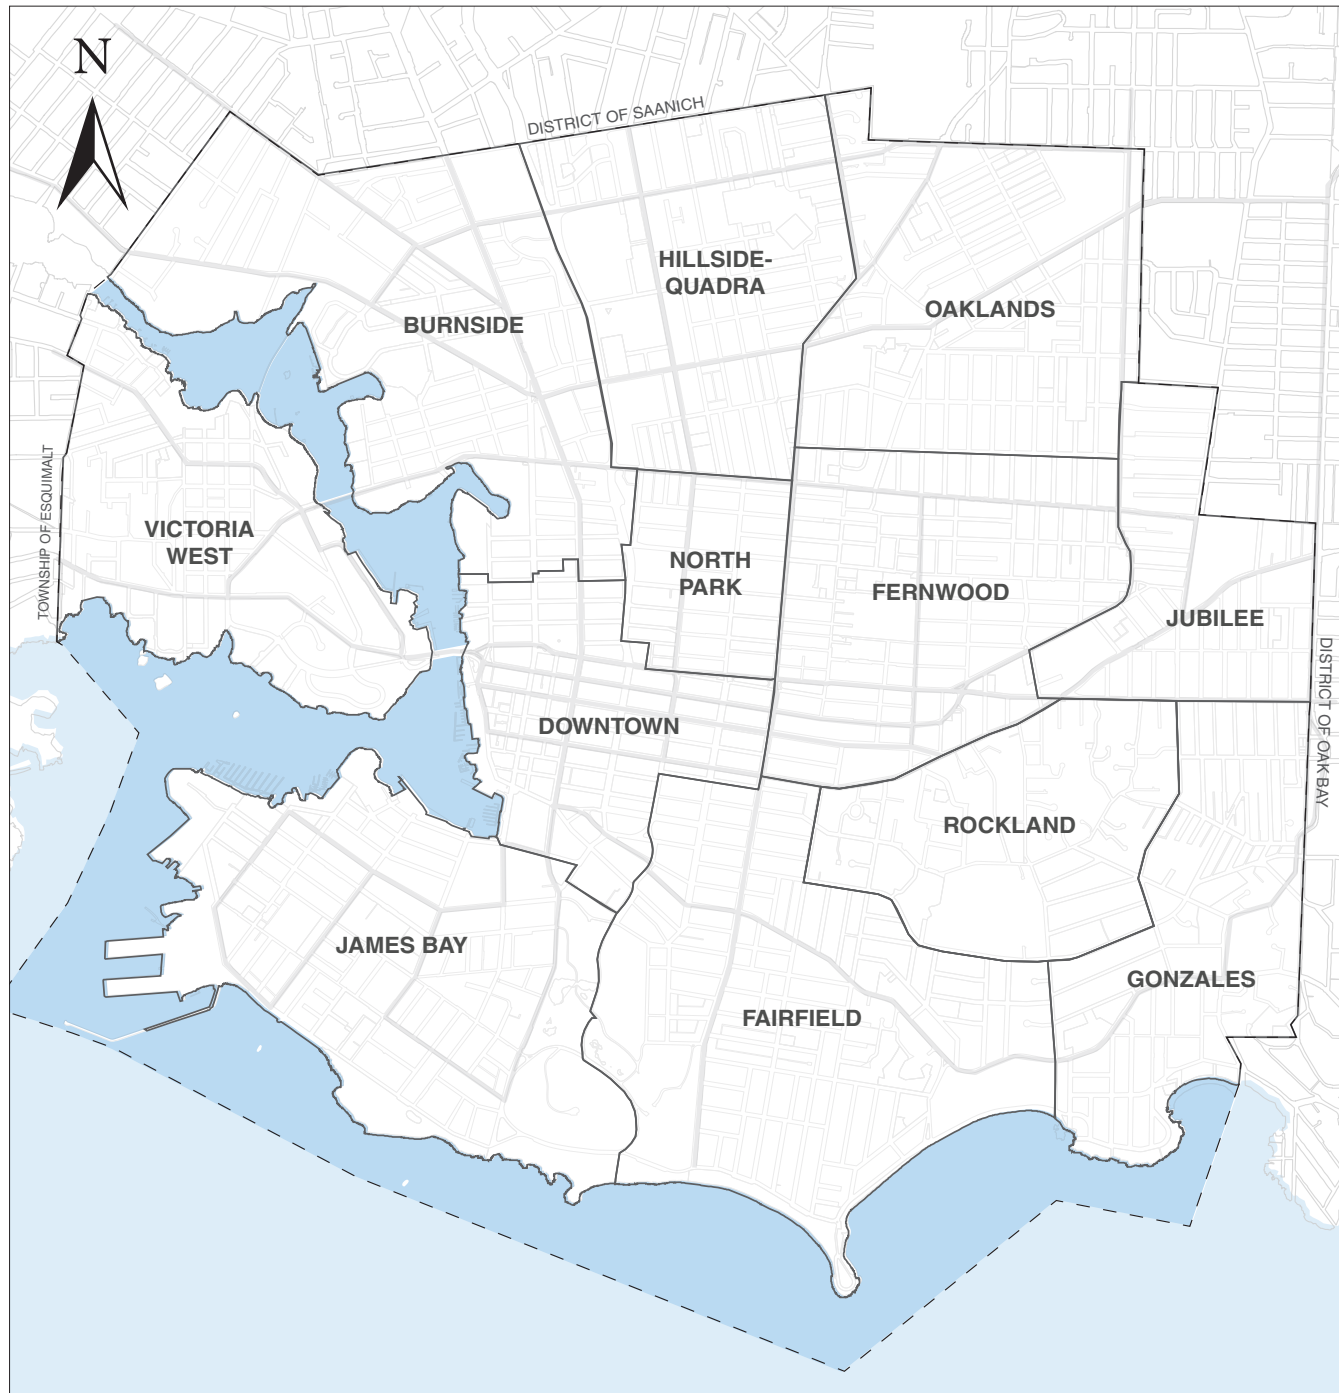 N
DISTRICT OF SAANICH
HILLSIDE-
QUADRA
OAKLANDS
BURNSIDE
TOWNSHIP OF ESQUIMALT
VICTORIA
WEST
NORTH
PARK
FERNWOOD
JUBILEE
DISTRICT OF OAK BAY
DOWNTOWN
ROCKLAND
JAMES BAY
GONZALES
FAIRFIELD